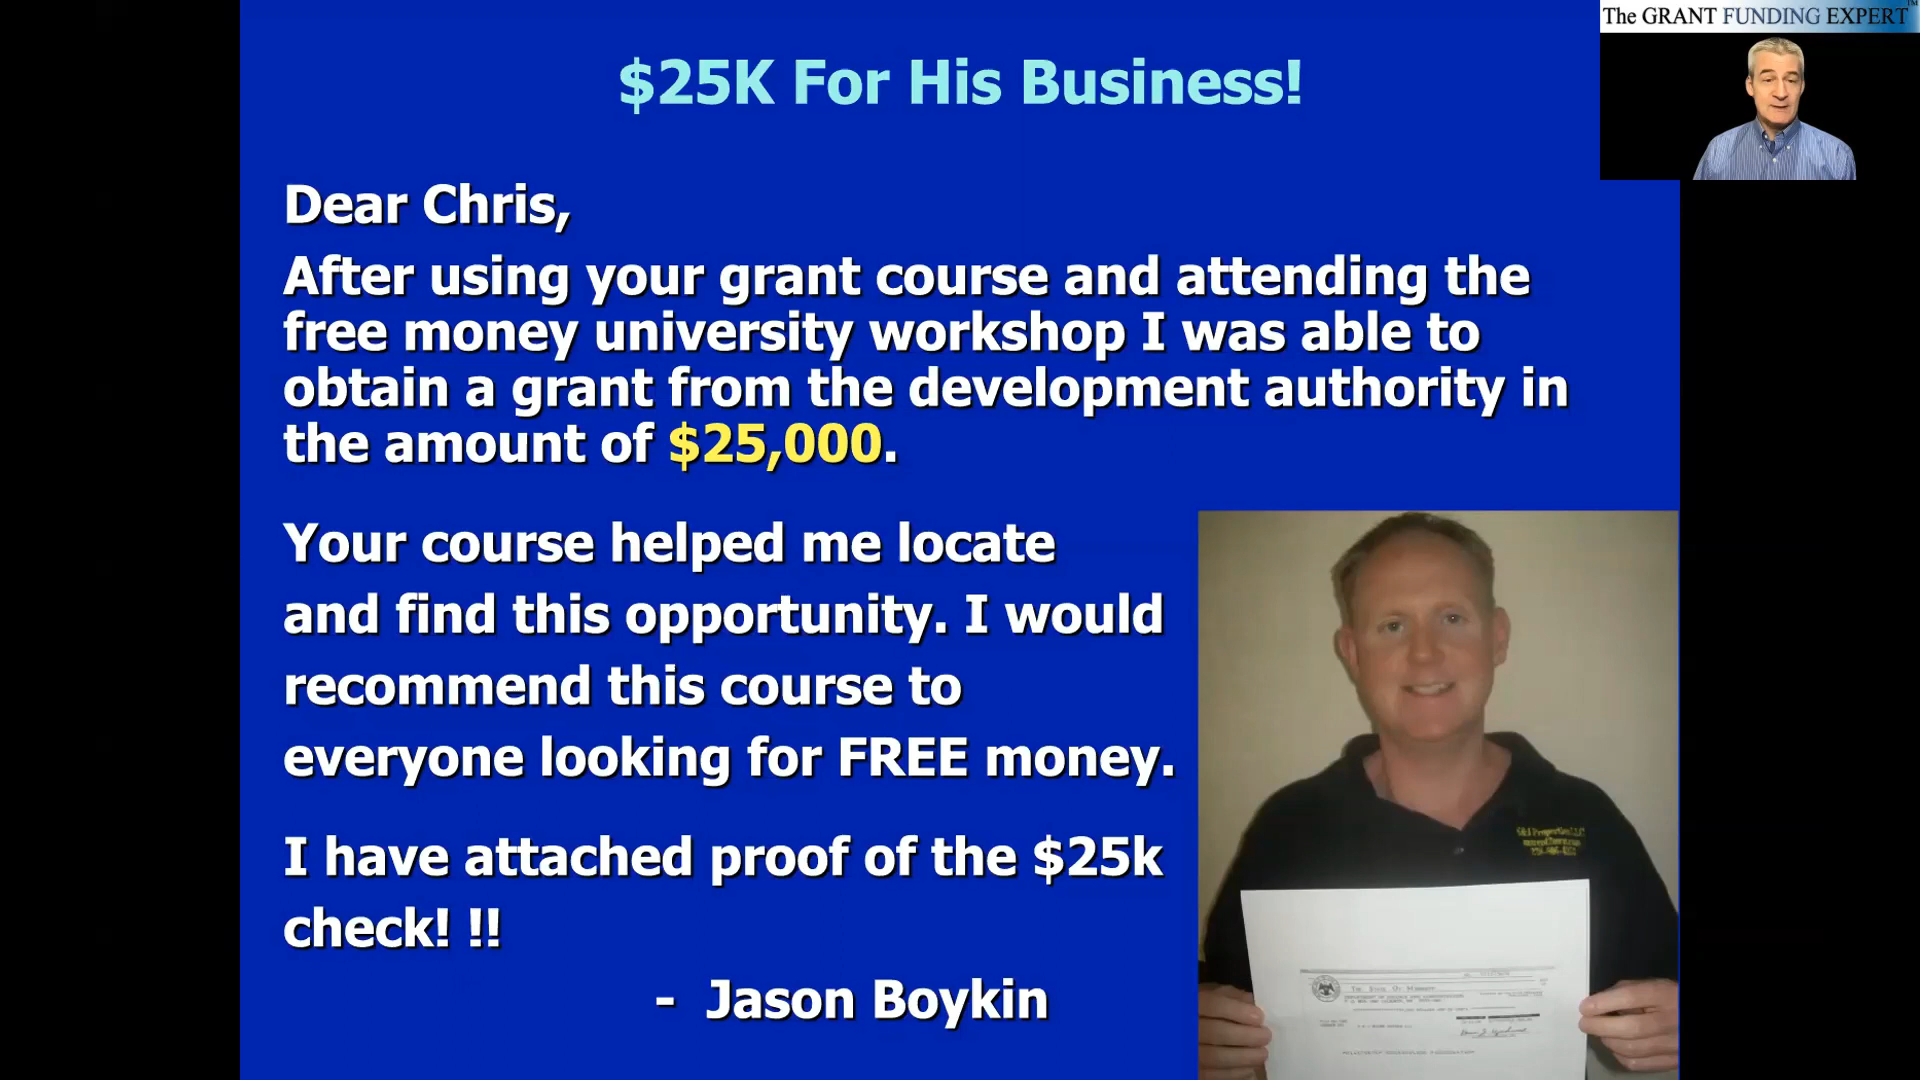 The GRANT FUNDING EXPERT™
$25K For His Business!
Dear Chris,
After using your grant course and attending the
free money university workshop I was able to
obtain a grant from the development authority in
the amount of $25,000.
Your course helped me locate
and find this opportunity. I would
recommend this course to
everyone looking for FREE money.
I have attached proof of the $25k
check! !!
- Jason Boykin